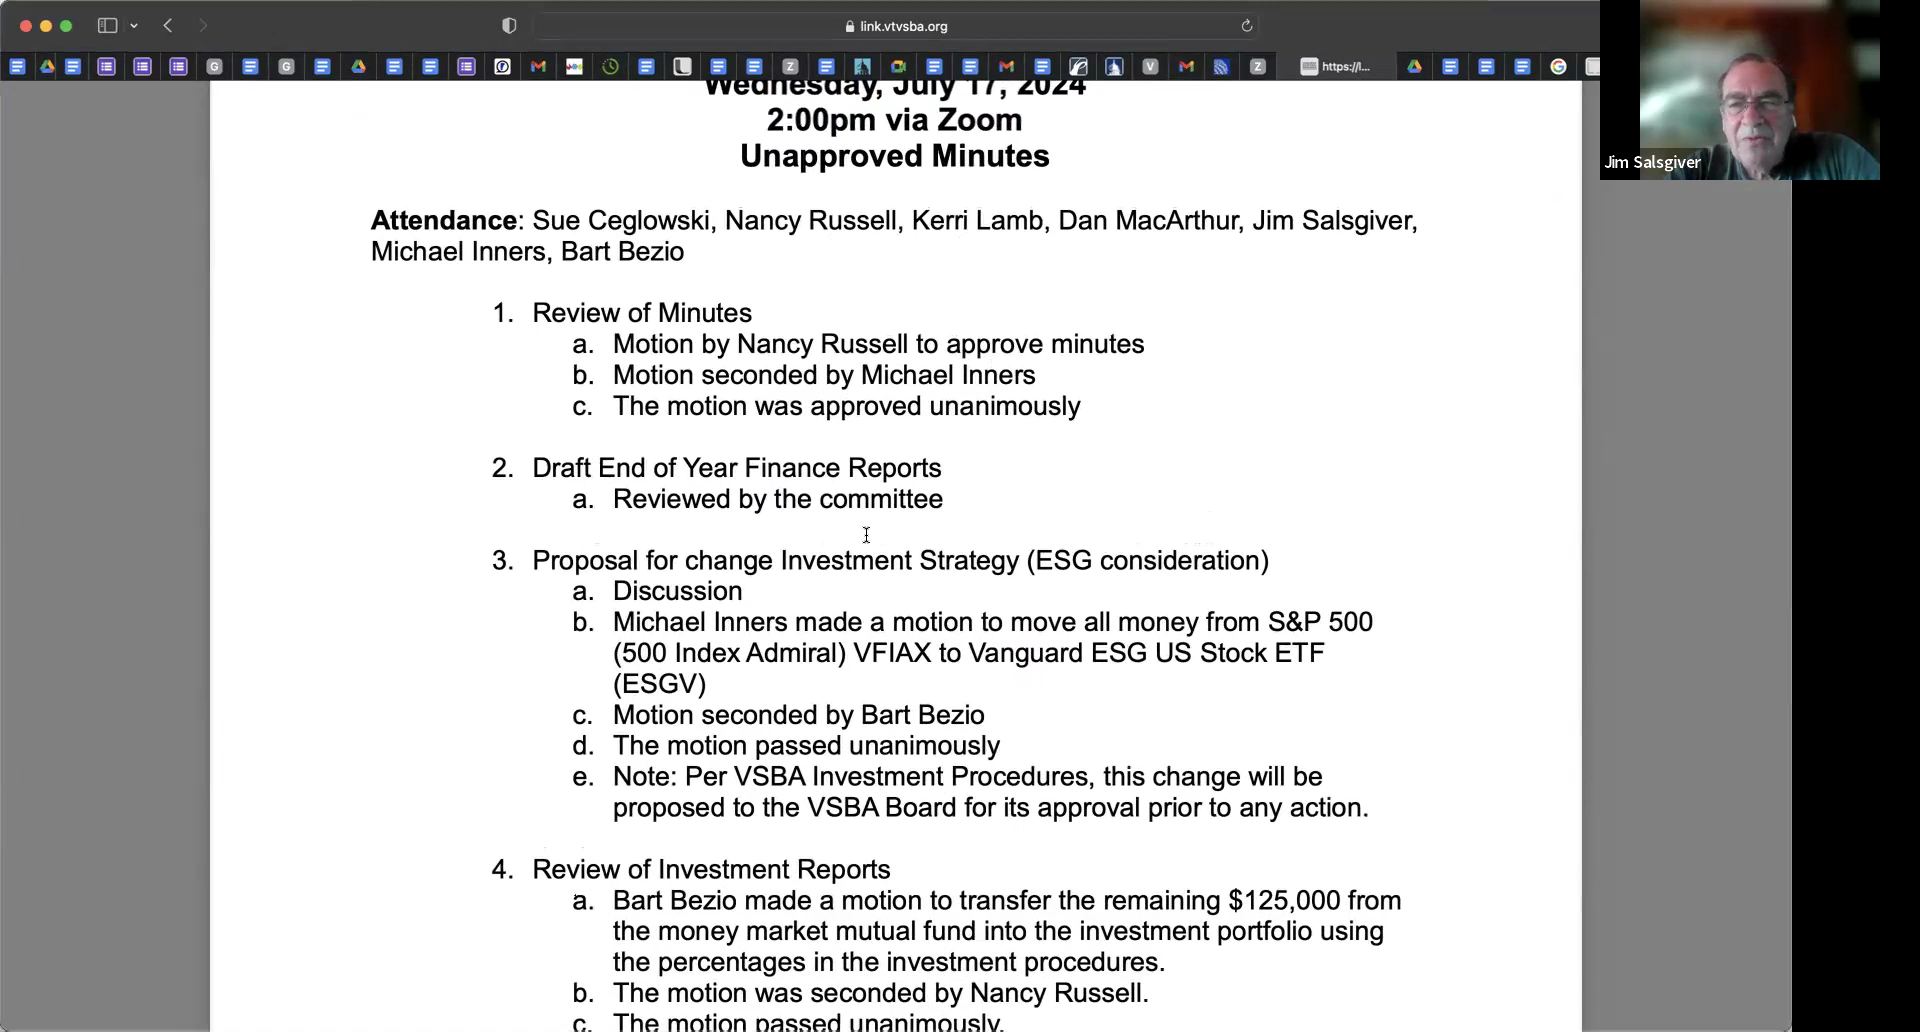 link.vtvsba.org
https://l...
Jim Salsgiver
Wednesday, July 17, 2024
2:00pm via Zoom
Unapproved Minutes
Attendance: Sue Ceglowski, Nancy Russell, Kerri Lamb, Dan MacArthur, Jim Salsgiver,
Michael Inners, Bart Bezio
1. Review of Minutes
a. Motion by Nancy Russell to approve minutes
b. Motion seconded by Michael Inners
c. The motion was approved unanimously
2. Draft End of Year Finance Reports
a. Reviewed by the committee
3. Proposal for change Investment Strategy (ESG consideration)
a. Discussion
b. Michael Inners made a motion to move all money from S&P 500
(500 Index Admiral) VFIAX to Vanguard ESG US Stock ETF
(ESGV)
c. Motion seconded by Bart Bezio
d. The motion passed unanimously
e. Note: Per VSBA Investment Procedures, this change will be
proposed to the VSBA Board for its approval prior to any action.
4. Review of Investment Reports
a. Bart Bezio made a motion to transfer the remaining $125,000 from
the money market mutual fund into the investment portfolio using
the percentages in the investment procedures.
b. The motion was seconded by Nancy Russell.
c. The motion passed unanimously.